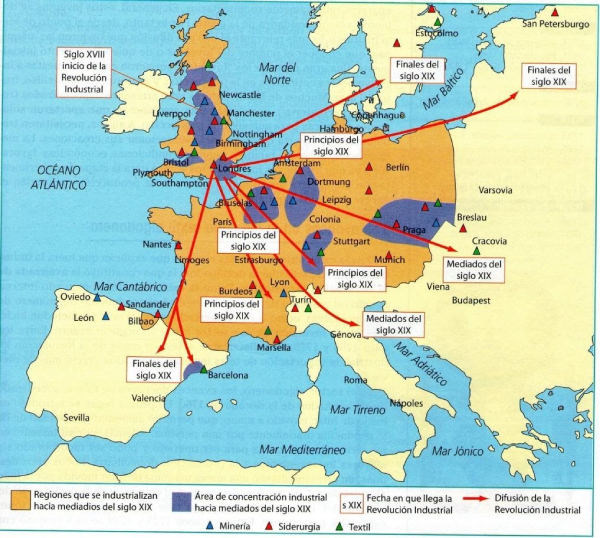 Estocolmo
San Petersburgo
Siglo XVIII
inicio de la
Revolución
Industrial
Mar del
Norte
Finales del
siglo XIX
Finales del
siglo XIX
Mar Báltico
Newcastle
Liverpool
Manchester
Nottingham
Birmingham
Copenhague
Hamburgo
Principios del
siglo XIX
Bristol
Plymouth
Londres
Southampton
OCÉANO
ATLÁNTICO
Amsterdam
Berlín
Dortmung
Varsovia
Bruselas
Leipzig
Colonia
Breslau
París
Praga
Cracovia
Principios del
siglo XIX
Stuttgart
Nantes
Limoges
Estrasburgo
Munich
Mediados del
siglo XIX
Principios del
siglo XIX
Viena
Budapest
Mar Cantábrico
Burdeos
Lyon
Turín
Principios del
siglo XIX
Mediados del
siglo XIX
Oviedo
Sandander
León
Bilbao
Marsella
Génova
Mar Adriático
Finales del
siglo XIX
Barcelona
Roma
Valencia
Mar Tirreno
Nápoles
Sevilla
Mar Mediterráneo
Mar Jónico
Regiones que se industrializan
hacia mediados del siglo XIX
Área de concentración industrial
hacia mediados del siglo XIX
s XIX
Fecha en que llega la
Revolución Industrial
Difusión de la
Revolución Industrial
Minería
Siderurgia
Textil